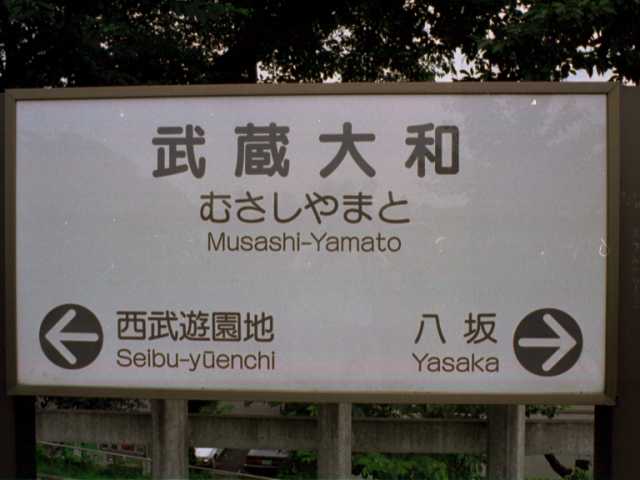 武蔵大和
むさしやまと
Musashi-Yamato
西武遊園地 八坂
Seibu-yūenchi Yasaka